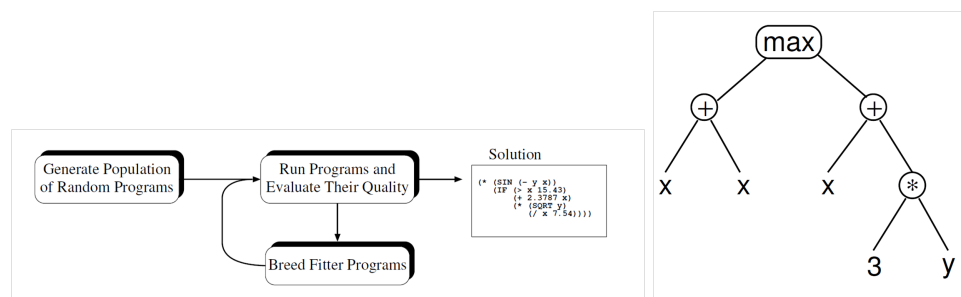 Generate Population
of Random Programs
Run Programs and
Evaluate Their Quality
Breed Fitter Programs
Solution
(* (SIN (- y x))
(IF (> x 15.43)
(+ 2.3787 x)
(* (SQRT y)
(/ x 7.54))))
max
+ +
x x x *
3 y